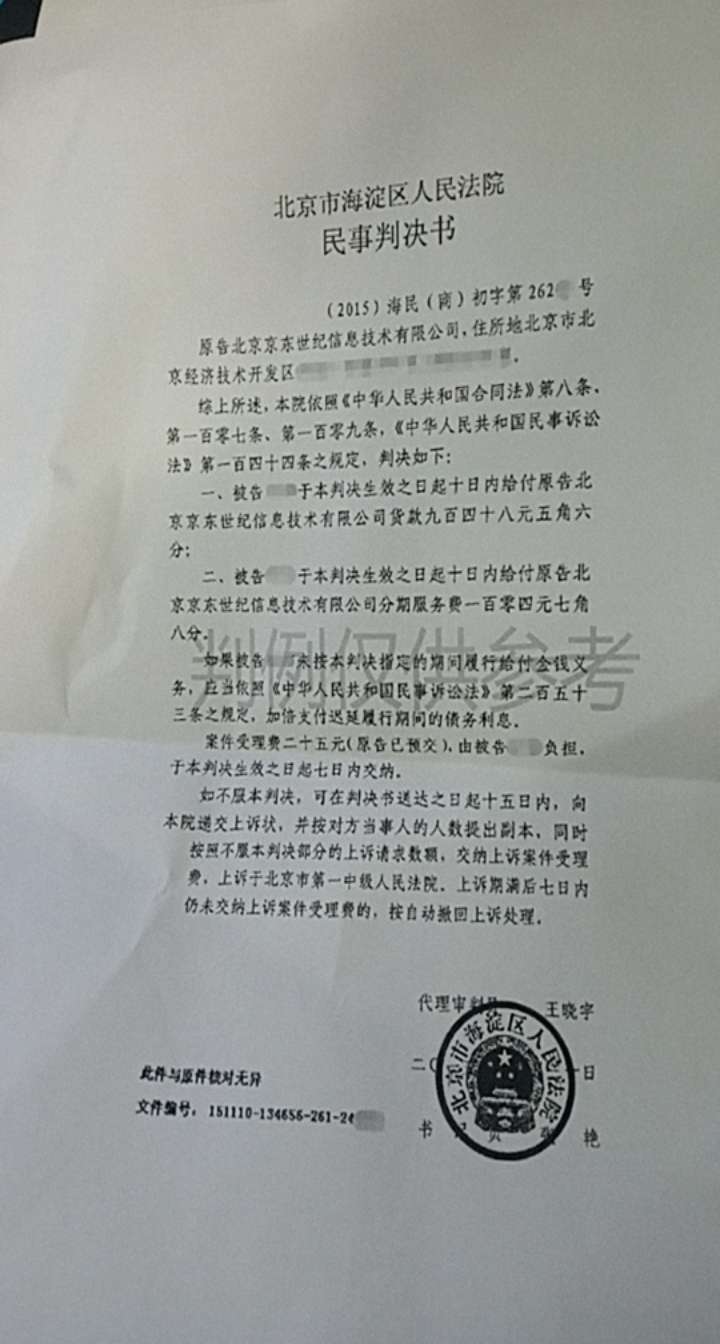 北京市海淀区人民法院
民事判决书
(2015)海民(商)初字第262 号
原告北京京东世纪信息技术有限公司,住所地北京市北
京经济技术开发区 .
综上所述,本院依照《中华人民共和国合同法》第八条、
第一百零七条、第一百零九条,《中华人民共和国民事诉讼
法》第一百四十四条之规定,判决如下:
一、被告 于本判决生效之日起十日内给付原告北
京京东世纪信息技术有限公司货款九百四十八元五角六
分;
二、被告 于本判决生效之日起十日内给付原告北
京京东世纪信息技术有限公司分期服务费一百零四元七角
八分.
判例仅供参考
如果被告 未按本判决指定的期间履行给付金钱义
务,应当依照《中华人民共和国民事诉讼法》第二百五十
三条之规定,加倍支付迟延履行期间的债务利息.
案件受理费二十五元(原告已预交),由被告 负担,
于本判决生效之日起七日内交纳.
如不服本判决,可在判决书送达之日起十五日内,向
本院递交上诉状,并按对方当事人的人数提出副本,同时
按照不服本判决部分的上诉请求数额,交纳上诉案件受理
费,上诉于北京市第一中级人民法院.上诉期满后七日内
仍未交纳上诉案件受理费的,按自动撤回上诉处理.
代理审判员 王晓宇
北京市海淀区人民法院
二〇 日
此件与原件核对无异
文件编号:151110-134656-261-24
书 员 艳